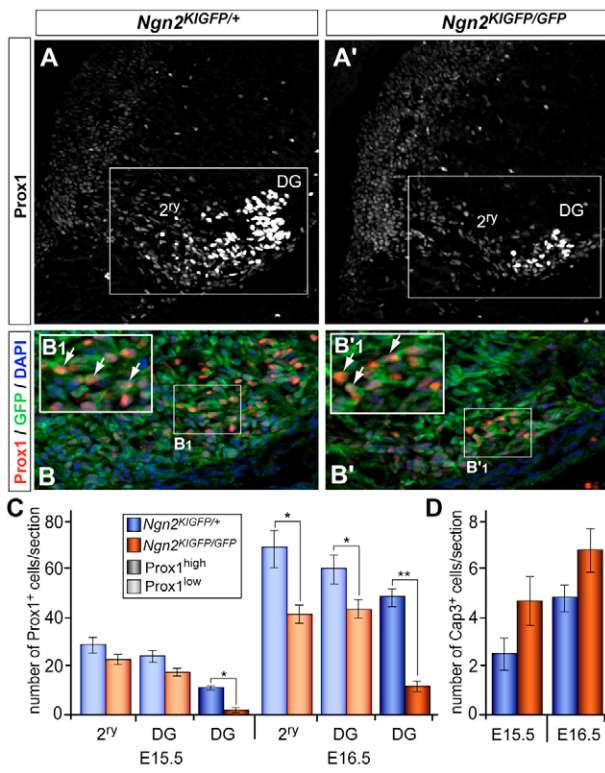 Ngn2KIGFP/+ Ngn2KIGFP/GFP
Prox1
A 2ry DG
A' 2ry DG
Prox1 / GFP / DAPI
B1 B1 B
B'1 B'1 B'
C
number of Prox1+ cells/section
80
60
40
20
0
Ngn2KIGFP/+
Ngn2KIGFP/GFP
Prox1high
Prox1low
* * * **
2ry DG DG 2ry DG DG
E15.5 E16.5
D
number of Cap3+ cells/section
8
6
4
2
0
E15.5 E16.5